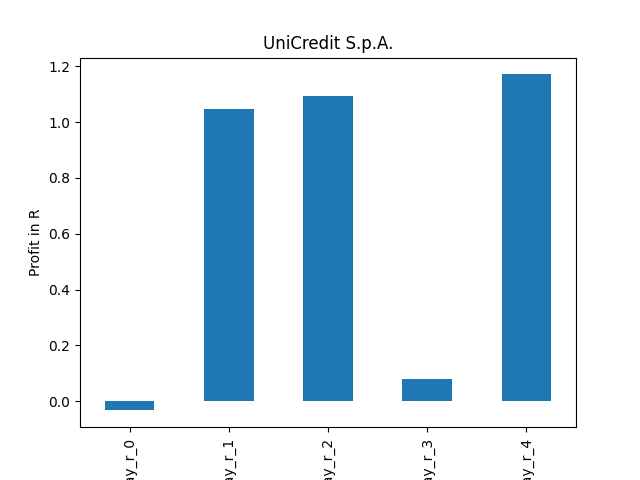 UniCredit S.p.A.
Profit in R
1.2
1.0
0.8
0.6
0.4
0.2
0.0
ay_r_0
ay_r_1
ay_r_2
ay_r_3
ay_r_4